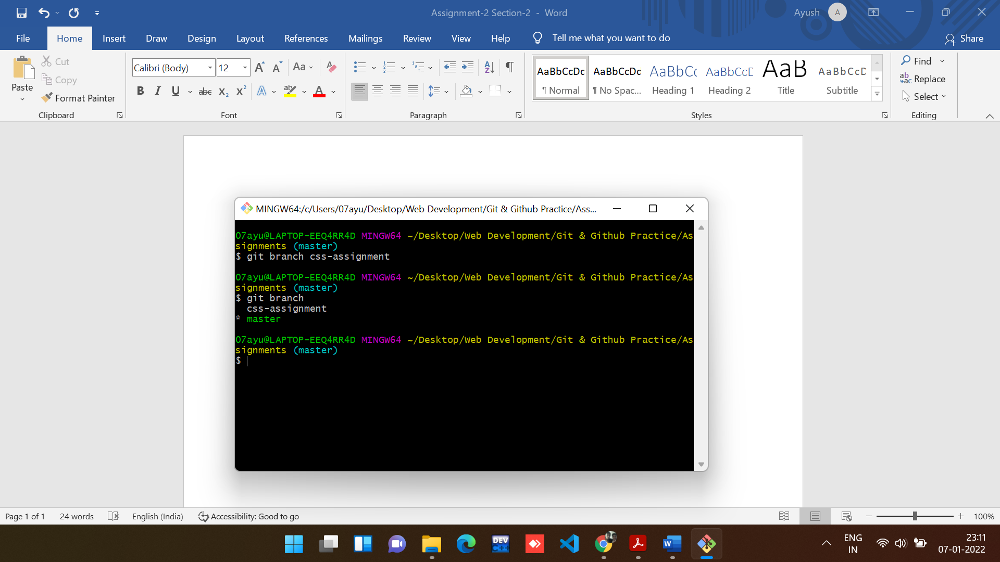 Assignment-2 Section-2 - Word
Ayush
A
File
Home
Insert
Draw
Design
Layout
References
Mailings
Review
View
Help
Tell me what you want to do
Share
Paste
Cut
Copy
Format Painter
Clipboard
Calibri (Body)
12
Font
Paragraph
AaBbCcDc
¶ Normal
AaBbCcDc
¶ No Spac...
AaBbCc
Heading 1
AaBbCcD
Heading 2
AaB
Title
AaBbCcD
Subtitle
Styles
Find
Replace
Select
Editing
MINGW64:/c/Users/07ayu/Desktop/Web Development/Git & Github Practice/Ass...
07ayu@LAPTOP-EEQ4RR4D MINGW64 ~/Desktop/Web Development/Git & Github Practice/As
signments (master)
$ git branch css-assignment
07ayu@LAPTOP-EEQ4RR4D MINGW64 ~/Desktop/Web Development/Git & Github Practice/As
signments (master)
$ git branch
css-assignment
* master
07ayu@LAPTOP-EEQ4RR4D MINGW64 ~/Desktop/Web Development/Git & Github Practice/As
signments (master)
$
Page 1 of 1
24 words
English (India)
Accessibility: Good to go
100%
DEV
C++
ENG
IN
23:11
07-01-2022